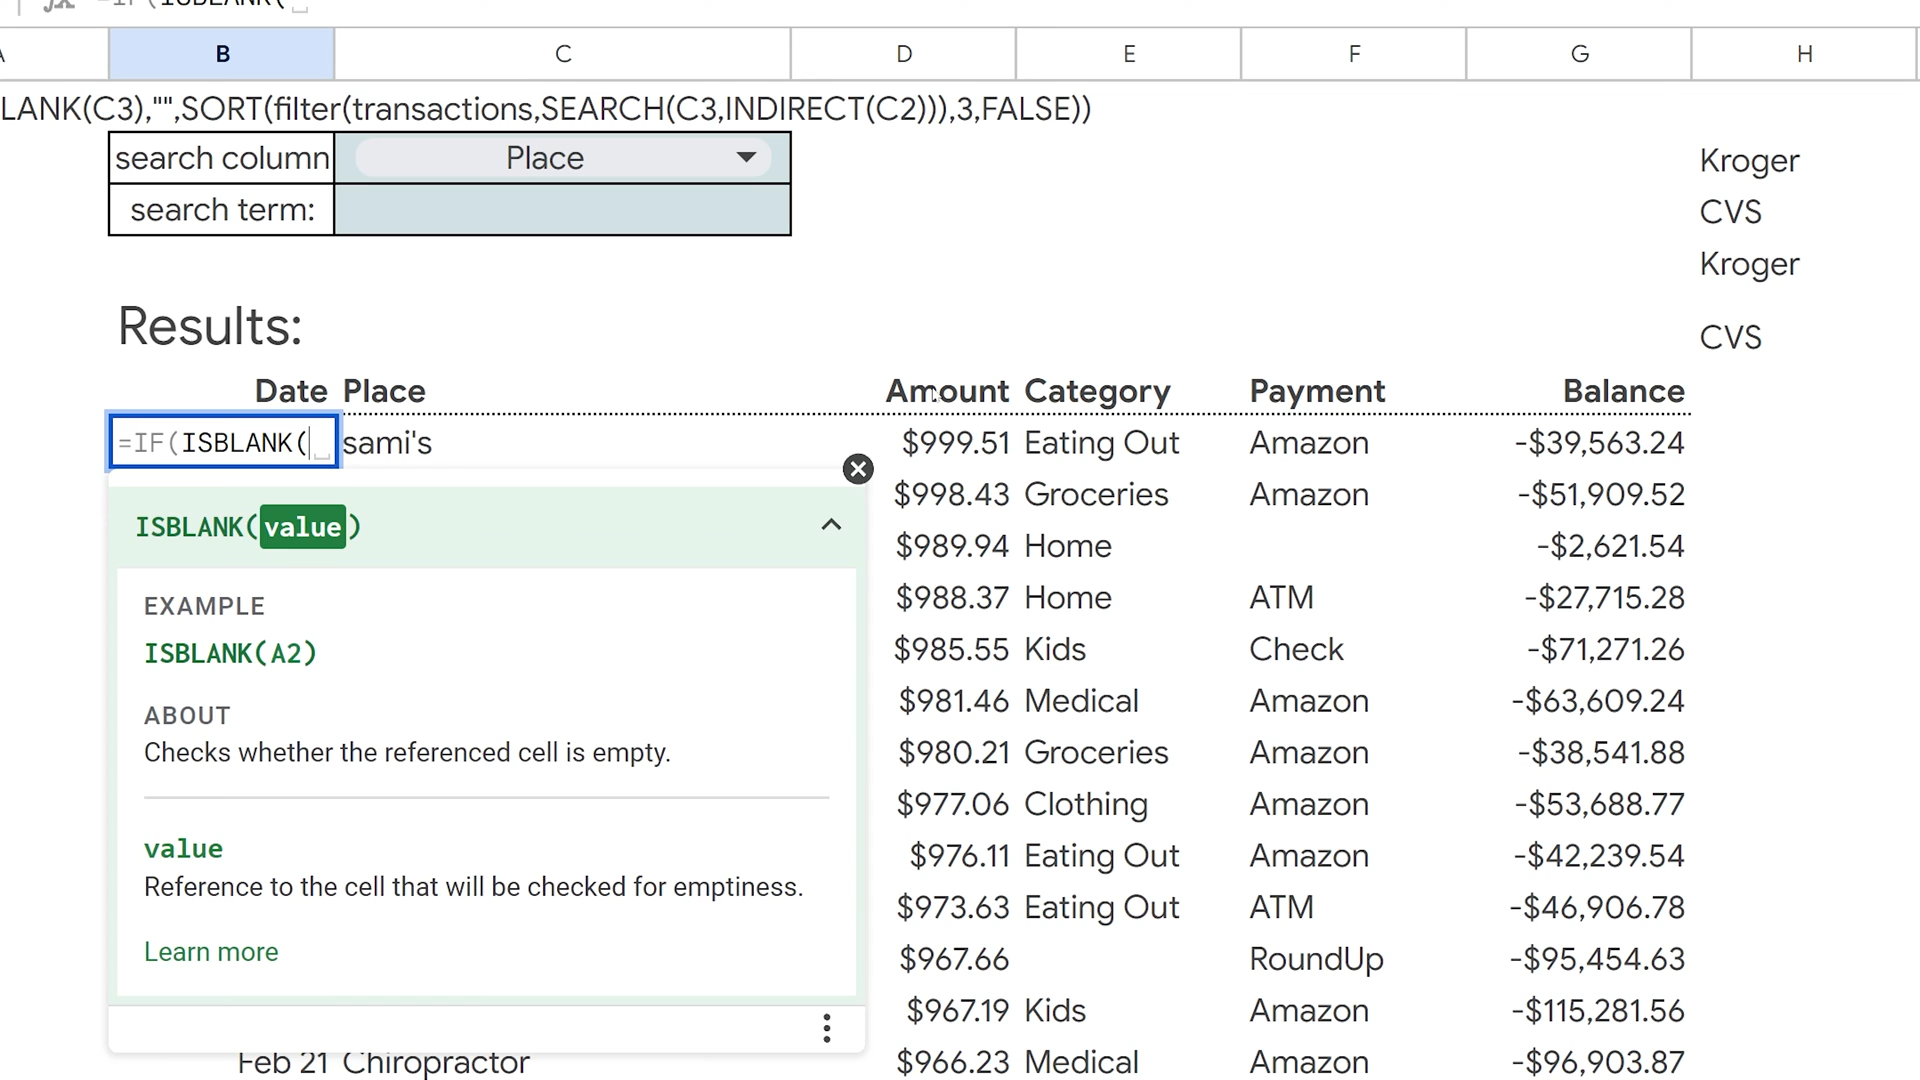 =IF(ISBLANK(
B C D E F G H
LANK(C3),"",SORT(filter(transactions,SEARCH(C3,INDIRECT(C2))),3,FALSE))
search column Place Kroger
search term: CVS
Kroger
Results: CVS
Date Place Amount Category Payment Balance
=IF(ISBLANK( sami's $999.51 Eating Out Amazon -$39,563.24
$998.43 Groceries Amazon -$51,909.52
ISBLANK(value)
$989.94 Home -$2,621.54
EXAMPLE $988.37 Home ATM -$27,715.28
ISBLANK(A2) $985.55 Kids Check -$71,271.26
ABOUT $981.46 Medical Amazon -$63,609.24
Checks whether the referenced cell is empty. $980.21 Groceries Amazon -$38,541.88
$977.06 Clothing Amazon -$53,688.77
value $976.11 Eating Out Amazon -$42,239.54
Reference to the cell that will be checked for emptiness. $973.63 Eating Out ATM -$46,906.78
Learn more $967.66 RoundUp -$95,454.63
$967.19 Kids Amazon -$115,281.56
Feb 21 Chiropractor $966.23 Medical Amazon -$96,903.87